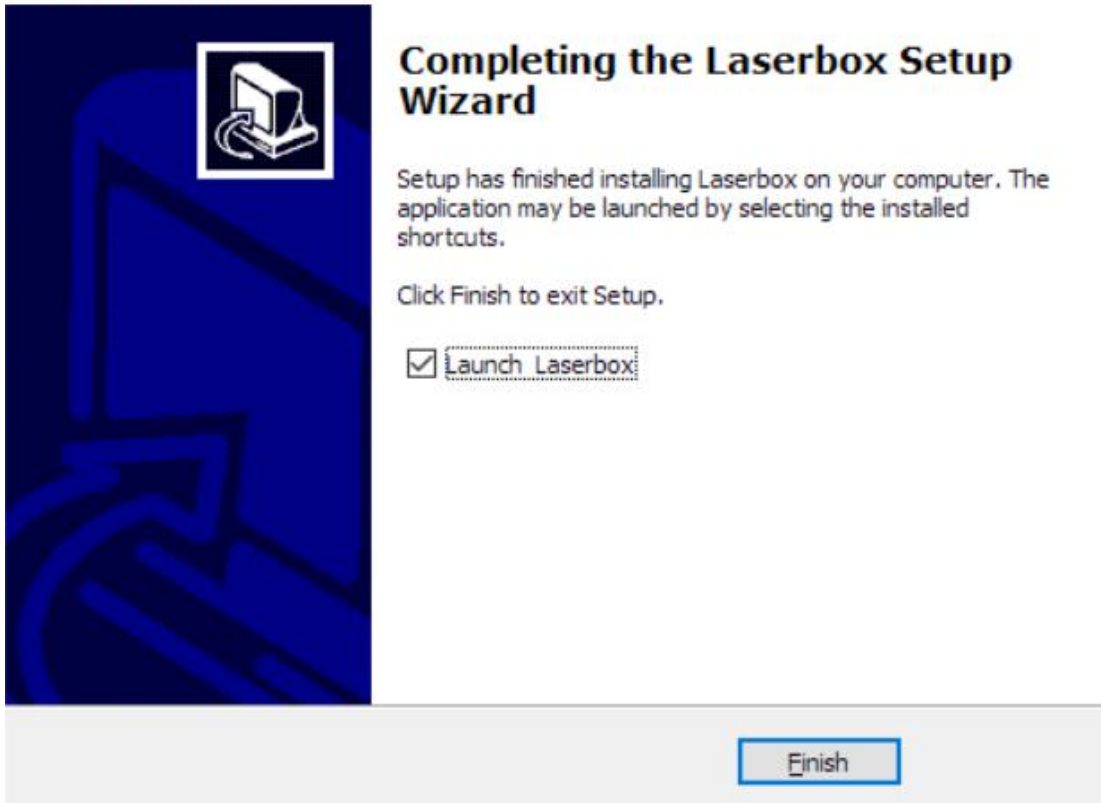 Completing the Laserbox Setup
Wizard
Setup has finished installing Laserbox on your computer. The
application may be launched by selecting the installed
shortcuts.
Click Finish to exit Setup.
Launch Laserbox
Finish